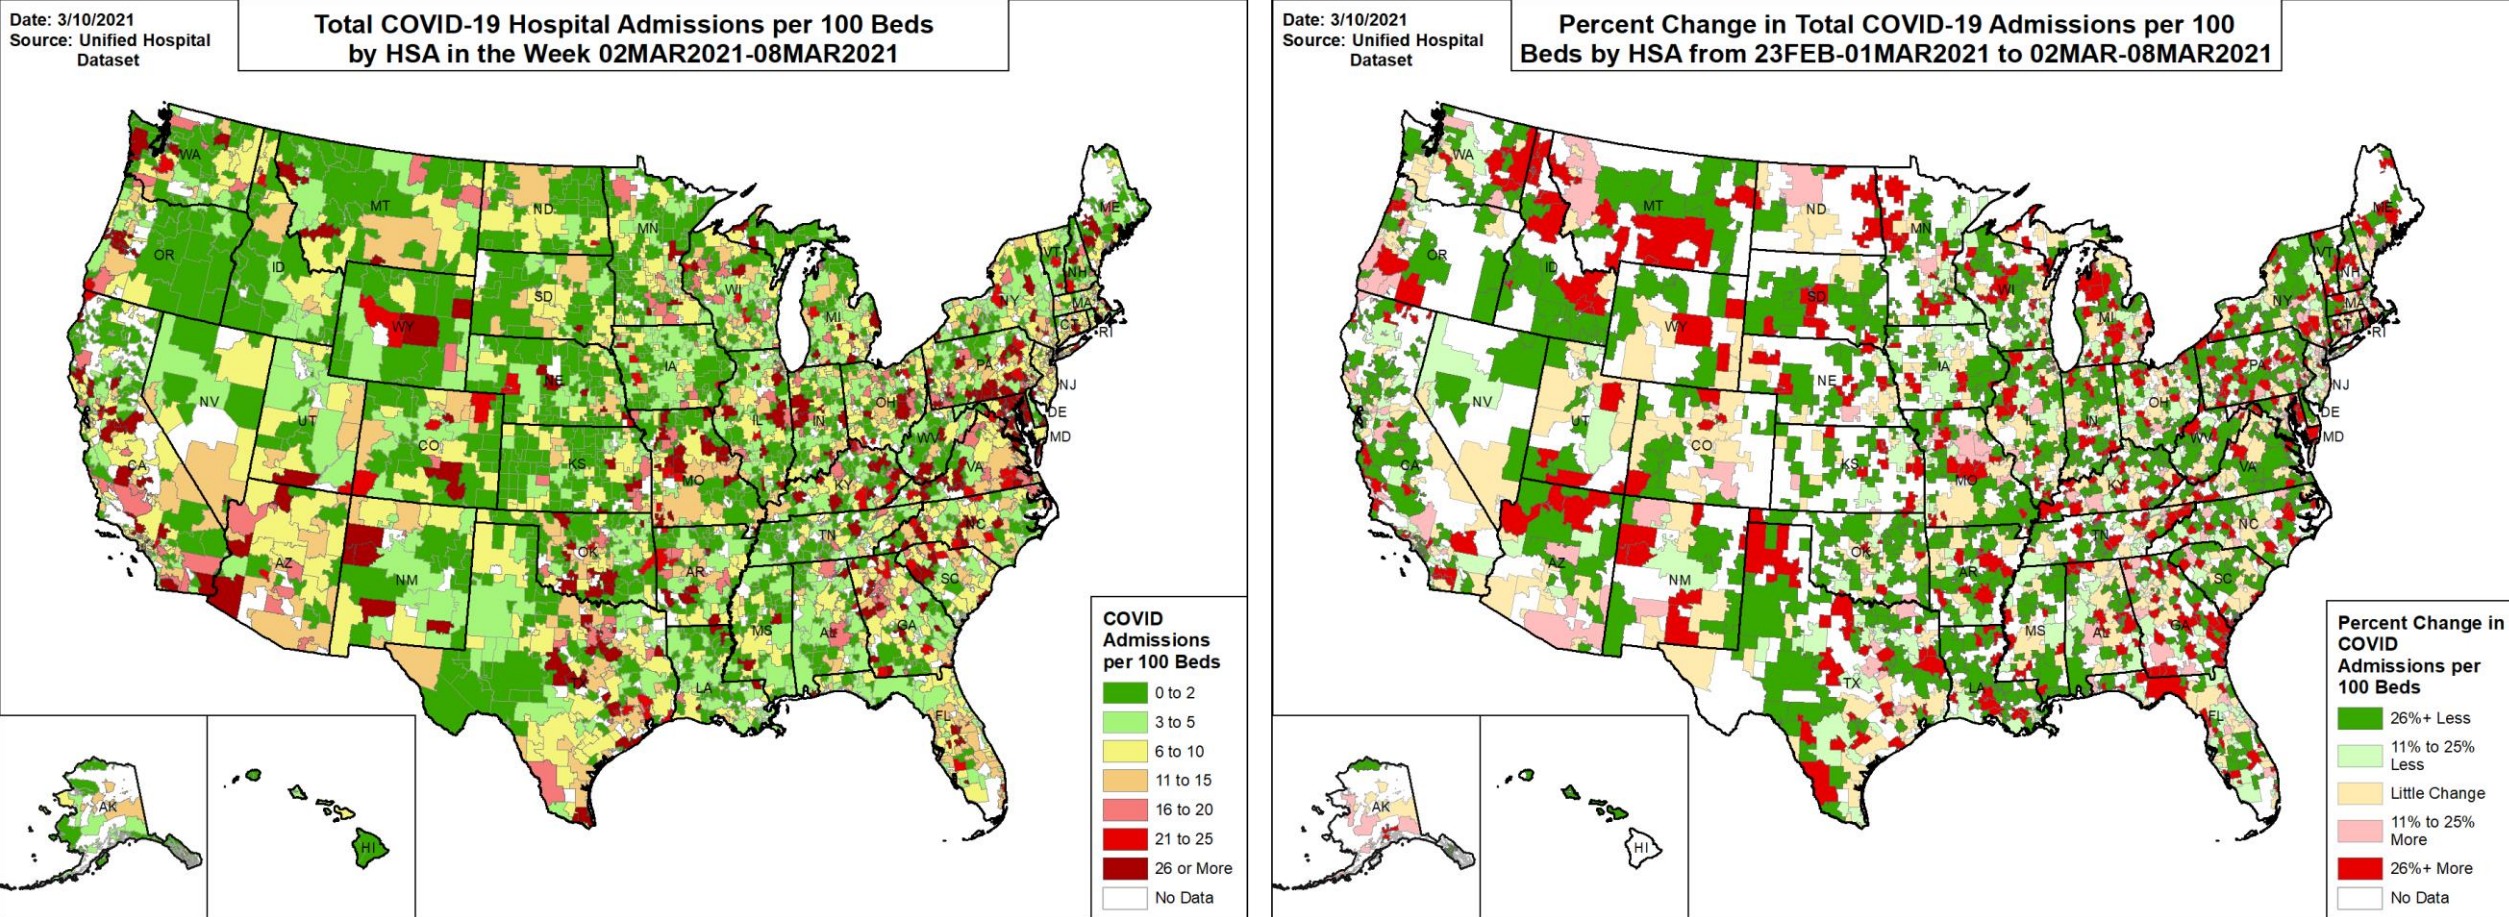 Date: 3/10/2021
Source: Unified Hospital
Dataset
Total COVID-19 Hospital Admissions per 100 Beds
by HSA in the Week 02MAR2021-08MAR2021
WA
MT
ND
MN
ME
OR
ID
SD
WI
VT
NH
NY
MA
WY
MI
CT
RI
IA
PA
NE
NJ
NV
OH
DE
UT
IL
IN
MD
CO
WV
CA
KS
VA
MO
KY
NC
OK
TN
AZ
AR
NM
SC
MS
AL
GA
TX
LA
FL
AK
HI
COVID
Admissions
per 100 Beds
0 to 2
3 to 5
6 to 10
11 to 15
16 to 20
21 to 25
26 or More
No Data
Date: 3/10/2021
Source: Unified Hospital
Dataset
Percent Change in Total COVID-19 Admissions per 100
Beds by HSA from 23FEB-01MAR2021 to 02MAR-08MAR2021
WA
MT
ND
MN
ME
OR
ID
SD
WI
VT
NH
NY
MA
WY
MI
CT
RI
IA
PA
NE
NJ
NV
OH
DE
UT
IL
IN
MD
CO
WV
CA
KS
VA
MO
KY
NC
OK
TN
AZ
AR
NM
SC
MS
AL
GA
TX
LA
FL
AK
HI
Percent Change in
COVID
Admissions per
100 Beds
26%+ Less
11% to 25%
Less
Little Change
11% to 25%
More
26%+ More
No Data